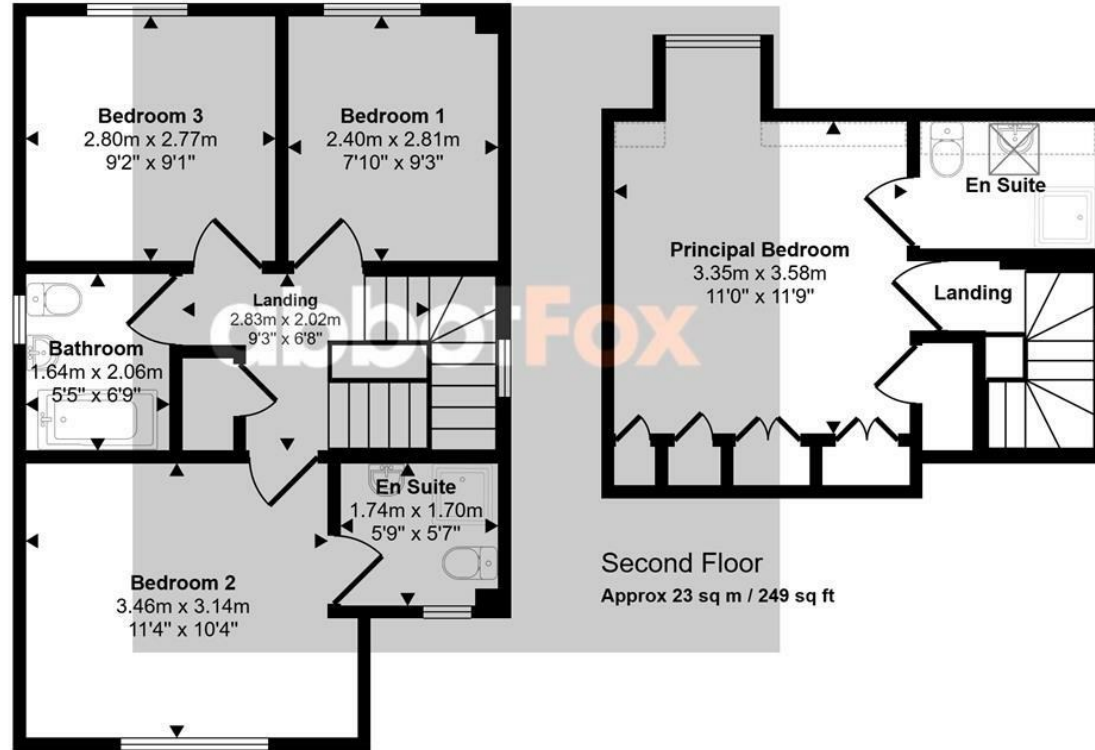 Bedroom 3
2.80m x 2.77m
9'2" x 9'1"
Bedroom 1
2.40m x 2.81m
7'10" x 9'3"
Landing
2.83m x 2.02m
9'3" x 6'8"
abbotFox
Bathroom
1.64m x 2.06m
5'5" x 6'9"
En Suite
1.74m x 1.70m
5'9" x 5'7"
Bedroom 2
3.46m x 3.14m
11'4" x 10'4"
En Suite
Principal Bedroom
3.35m x 3.58m
11'0" x 11'9"
Landing
Second Floor
Approx 23 sq m / 249 sq ft